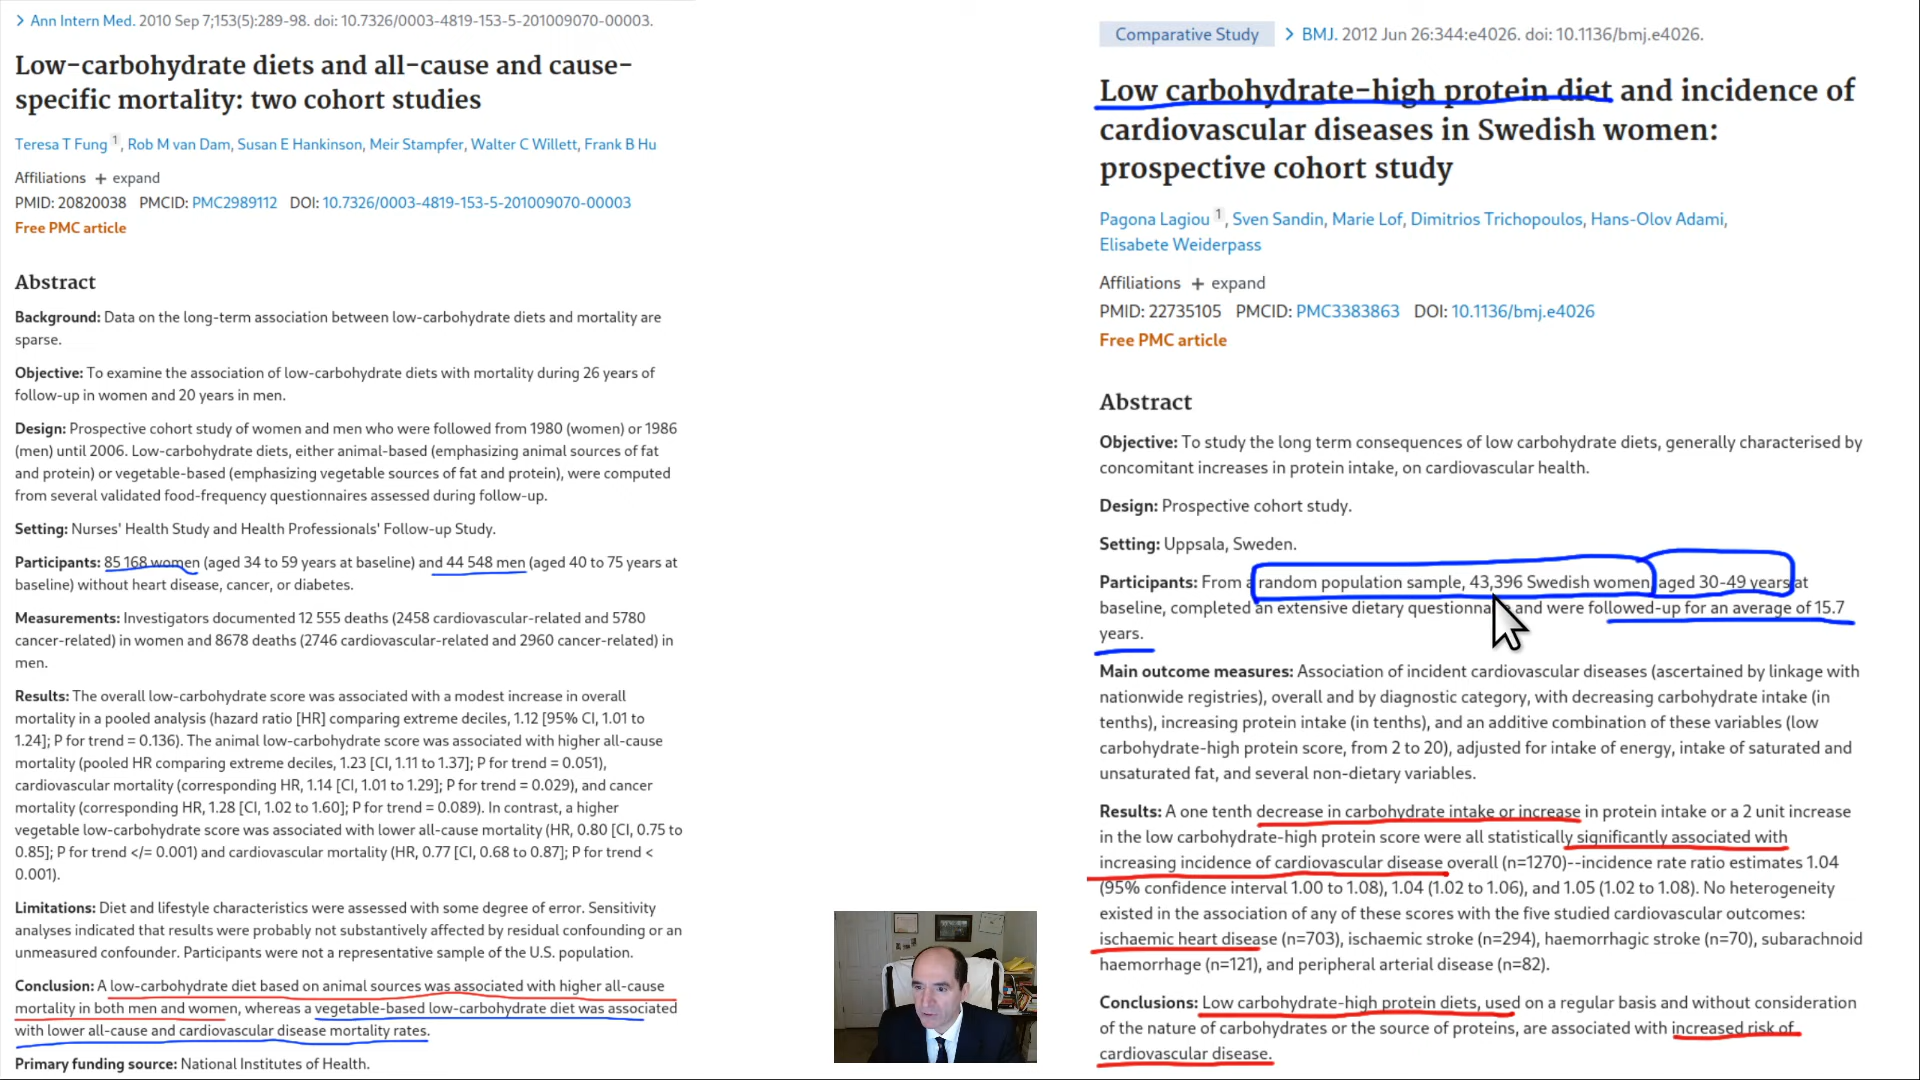 Ann Intern Med. 2010 Sep 7;153(5):289-98. doi: 10.7326/0003-4819-153-5-201009070-00003.
Low-carbohydrate diets and all-cause and cause-
specific mortality: two cohort studies
Teresa T Fung 1, Rob M van Dam, Susan E Hankinson, Meir Stampfer, Walter C Willett, Frank B Hu
Affiliations + expand
PMID: 20820038 PMCID: PMC2989112 DOI: 10.7326/0003-4819-153-5-201009070-00003
Free PMC article
Abstract
Background: Data on the long-term association between low-carbohydrate diets and mortality are
sparse.
Objective: To examine the association of low-carbohydrate diets with mortality during 26 years of
follow-up in women and 20 years in men.
Design: Prospective cohort study of women and men who were followed from 1980 (women) or 1986
(men) until 2006. Low-carbohydrate diets, either animal-based (emphasizing animal sources of fat
and protein) or vegetable-based (emphasizing vegetable sources of fat and protein), were computed
from several validated food-frequency questionnaires assessed during follow-up.
Setting: Nurses' Health Study and Health Professionals' Follow-up Study.
Participants: 85 168 women (aged 34 to 59 years at baseline) and 44 548 men (aged 40 to 75 years at
baseline) without heart disease, cancer, or diabetes.
Measurements: Investigators documented 12 555 deaths (2458 cardiovascular-related and 5780
cancer-related) in women and 8678 deaths (2746 cardiovascular-related and 2960 cancer-related) in
men.
Results: The overall low-carbohydrate score was associated with a modest increase in overall
mortality in a pooled analysis (hazard ratio [HR] comparing extreme deciles, 1.12 [95% CI, 1.01 to
1.24]; P for trend = 0.136). The animal low-carbohydrate score was associated with higher all-cause
mortality (pooled HR comparing extreme deciles, 1.23 [CI, 1.11 to 1.37]; P for trend = 0.051),
cardiovascular mortality (corresponding HR, 1.14 [CI, 1.01 to 1.29]; P for trend = 0.029), and cancer
mortality (corresponding HR, 1.28 [CI, 1.02 to 1.60]; P for trend = 0.089). In contrast, a higher
vegetable low-carbohydrate score was associated with lower all-cause mortality (HR, 0.80 [CI, 0.75 to
0.85]; P for trend </= 0.001) and cardiovascular mortality (HR, 0.77 [CI, 0.68 to 0.87]; P for trend <
0.001).
Limitations: Diet and lifestyle characteristics were assessed with some degree of error. Sensitivity
analyses indicated that results were probably not substantively affected by residual confounding or an
unmeasured confounder. Participants were not a representative sample of the U.S. population.
Conclusion: A low-carbohydrate diet based on animal sources was associated with higher all-cause
mortality in both men and women, whereas a vegetable-based low-carbohydrate diet was associated
with lower all-cause and cardiovascular disease mortality rates.
Primary funding source: National Institutes of Health.
Comparative Study > BMJ. 2012 Jun 26:344:e4026. doi: 10.1136/bmj.e4026.
Low carbohydrate-high protein diet and incidence of
cardiovascular diseases in Swedish women:
prospective cohort study
Pagona Lagiou 1, Sven Sandin, Marie Lof, Dimitrios Trichopoulos, Hans-Olov Adami,
Elisabete Weiderpass
Affiliations + expand
PMID: 22735105 PMCID: PMC3383863 DOI: 10.1136/bmj.e4026
Free PMC article
Abstract
Objective: To study the long term consequences of low carbohydrate diets, generally characterised by
concomitant increases in protein intake, on cardiovascular health.
Design: Prospective cohort study.
Setting: Uppsala, Sweden.
Participants: From a random population sample, 43,396 Swedish women, aged 30-49 years at
baseline, completed an extensive dietary and were followed-up for an average of 15.7
years.
Main outcome measures: Association of incident cardiovascular diseases (ascertained by linkage with
nationwide registries), overall and by diagnostic category, with decreasing carbohydrate intake (in
tenths), increasing protein intake (in tenths), and an additive combination of these variables (low
carbohydrate-high protein score, from 2 to 20), adjusted for intake of energy, intake of saturated and
unsaturated fat, and several non-dietary variables.
Results: A one tenth decrease in carbohydrate intake or increase in protein intake or a 2 unit increase
in the low carbohydrate-high protein score were all statistically significantly associated with
increasing incidence of cardiovascular disease overall (n=1270)--incidence rate ratio estimates 1.04
(95% confidence interval 1.00 to 1.08), 1.04 (1.02 to 1.06), and 1.05 (1.02 to 1.08). No heterogeneity
existed in the association of any of these scores with the five studied cardiovascular outcomes:
ischaemic heart disease (n=703), ischaemic stroke (n=294), haemorrhagic stroke (n=70), subarachnoid
haemorrhage (n=121), and peripheral arterial disease (n=82).
Conclusions: Low carbohydrate-high protein diets, used on a regular basis and without consideration
of the nature of carbohydrates or the source of proteins, are associated with increased risk of
cardiovascular disease.